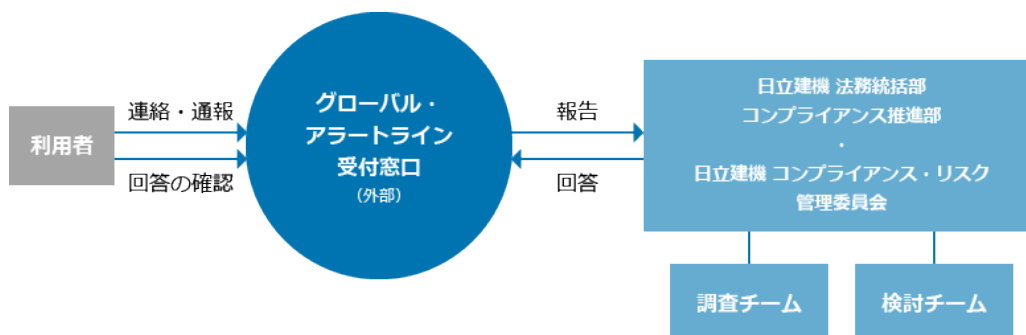 利用者
連絡・通報
回答の確認
グローバル・
アラートライン
受付窓口
(外部)
報告
回答
日立建機 法務統括部
コンプライアンス推進部
・
日立建機 コンプライアンス・リスク
管理委員会
調査チーム
検討チーム